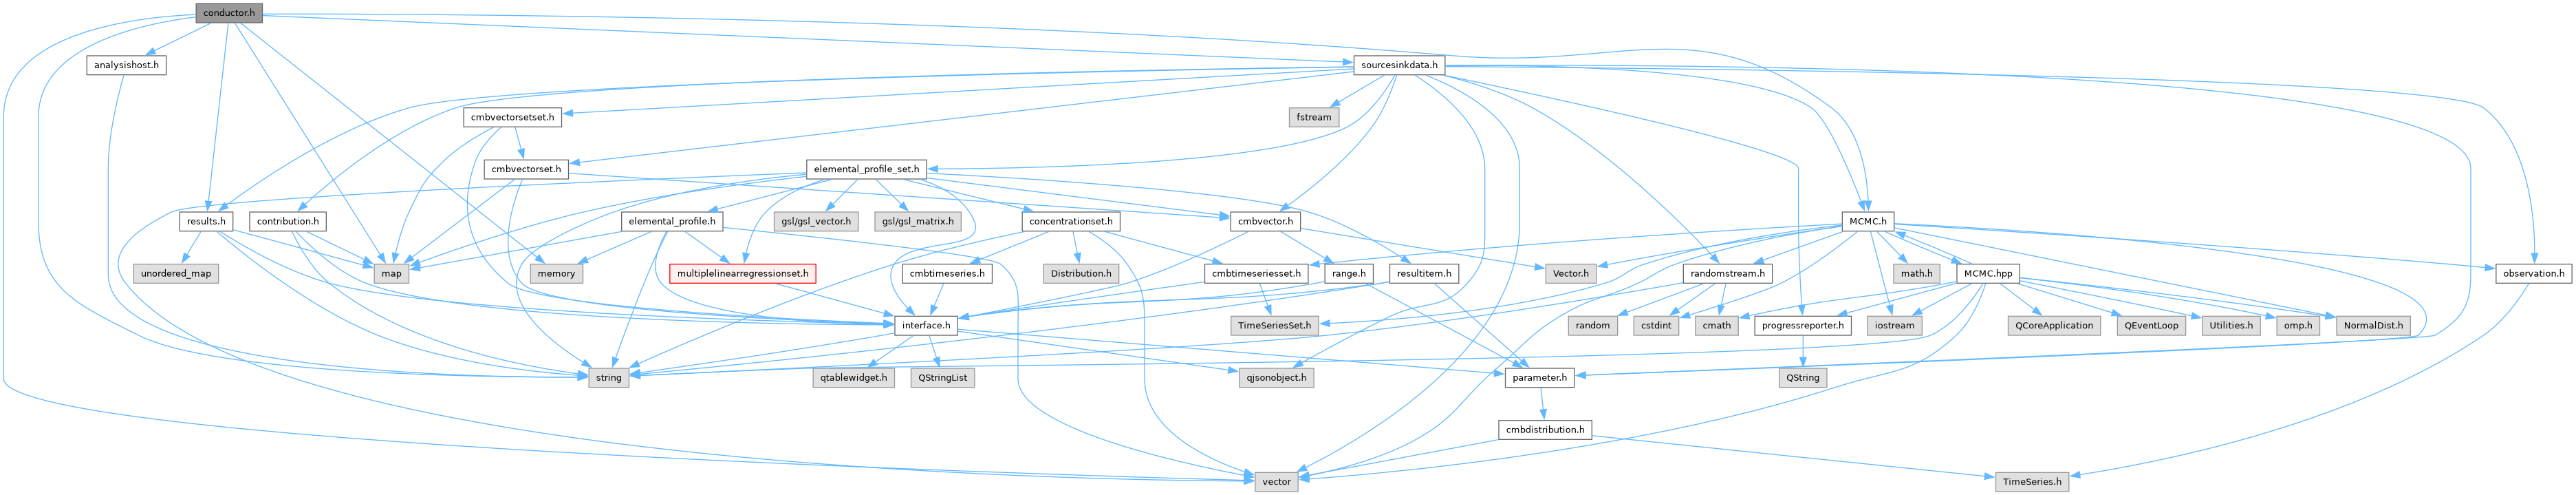 conductor.h
analysishost.h
sourcesinkdata.h
cmbvectorsetset.h
fstream
cmbvectorset.h
elemental_profile_set.h
results.h
contribution.h
elemental_profile.h
gsl/gsl_vector.h
gsl/gsl_matrix.h
concentrationset.h
cmbvector.h
MCMC.h
unordered_map
map
memory
multiplelinearregressionset.h
cmbtimeseries.h
Distribution.h
cmbtimeseriesset.h
range.h
resultitem.h
Vector.h
randomstream.h
math.h
MCMC.hpp
observation.h
interface.h
TimeSeriesSet.h
random
cstdint
cmath
progressreporter.h
iostream
QCoreApplication
QEventLoop
Utilities.h
omp.h
NormalDist.h
string
qtablewidget.h
QStringList
qjsonobject.h
parameter.h
QString
cmbdistribution.h
vector
TimeSeries.h